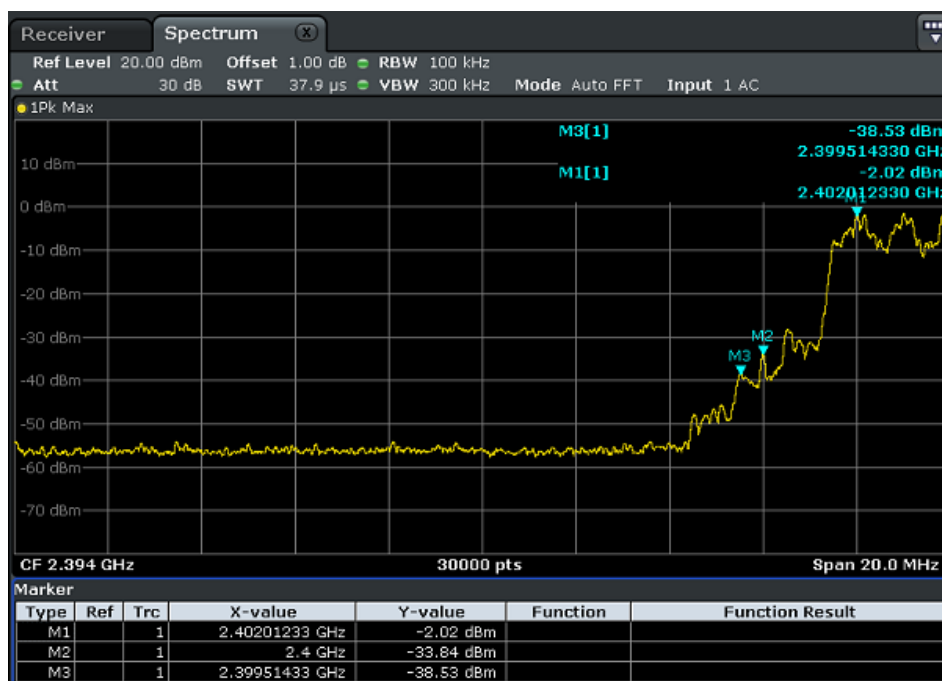 Receiver Spectrum X
Ref Level 20.00 dBm Offset 1.00 dB RBW 100 kHz
Att 30 dB SWT 37.9 µs VBW 300 kHz Mode Auto FFT Input 1 AC
1Pk Max
M3[1] -38.53 dBm
2.399514330 GHz
10 dBm
M1[1] -2.02 dBm
2.402012330 GHz
0 dBm
M1
-10 dBm
-20 dBm
-30 dBm
M2
M3
-40 dBm
-50 dBm
-60 dBm
-70 dBm
CF 2.394 GHz 30000 pts Span 20.0 MHz
Marker
Type Ref Trc X-value Y-value Function Function Result
M1 1 2.40201233 GHz -2.02 dBm
M2 1 2.4 GHz -33.84 dBm
M3 1 2.39951433 GHz -38.53 dBm